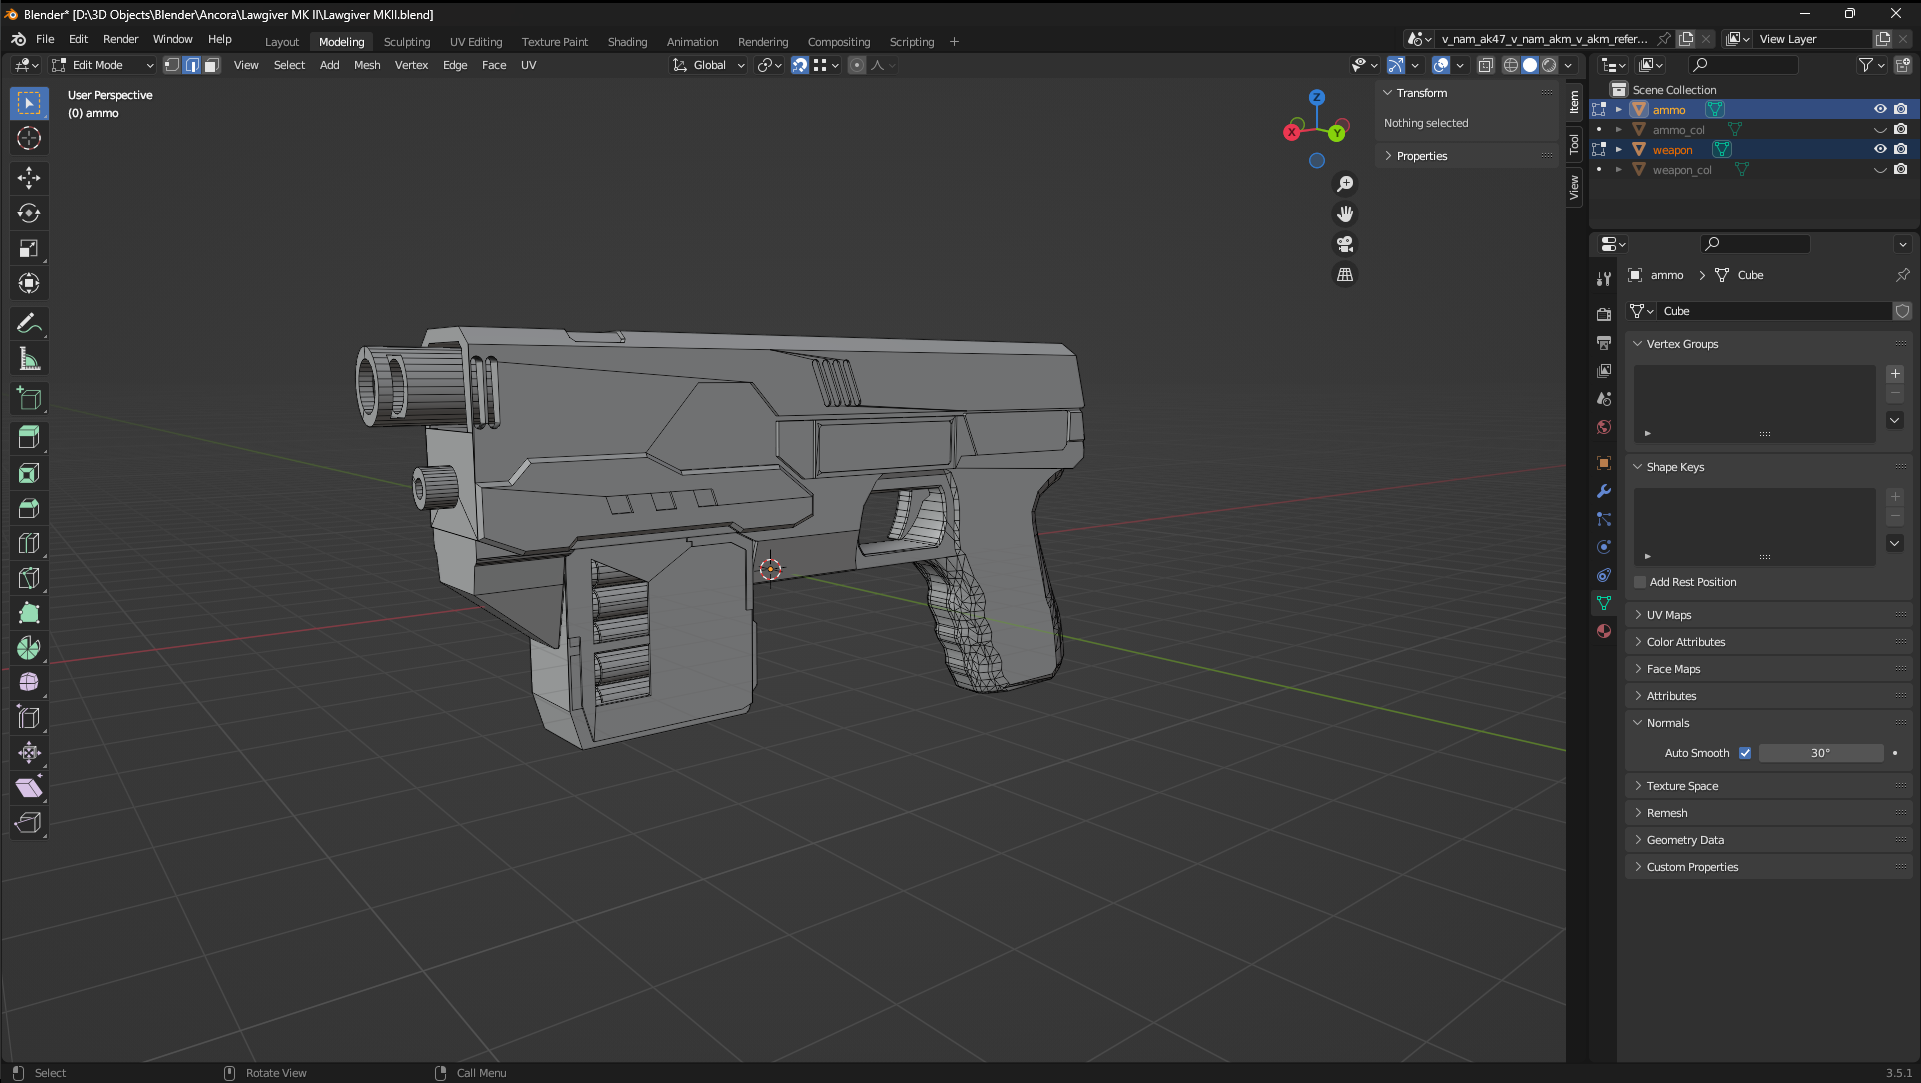 Blender* [D:\3D Objects\Blender\Ancora\Lawgiver MK II\Lawgiver MKII.blend]
File Edit Render Window Help Layout Modeling Sculpting UV Editing Texture Paint Shading Animation Rendering Compositing Scripting + v_nam_ak47_v_nam_akm_v_akm_refer... View Layer
Edit Mode View Select Add Mesh Vertex Edge Face UV Global
User Perspective
(0) ammo
Z
X
Y
Transform
Nothing selected
Properties
Item
Tool
View
Scene Collection
ammo
ammo_col
weapon
weapon_col
ammo > Cube
Cube
Vertex Groups
Shape Keys
Add Rest Position
UV Maps
Color Attributes
Face Maps
Attributes
Normals
Auto Smooth 30°
Texture Space
Remesh
Geometry Data
Custom Properties
Select Rotate View Call Menu 3.5.1